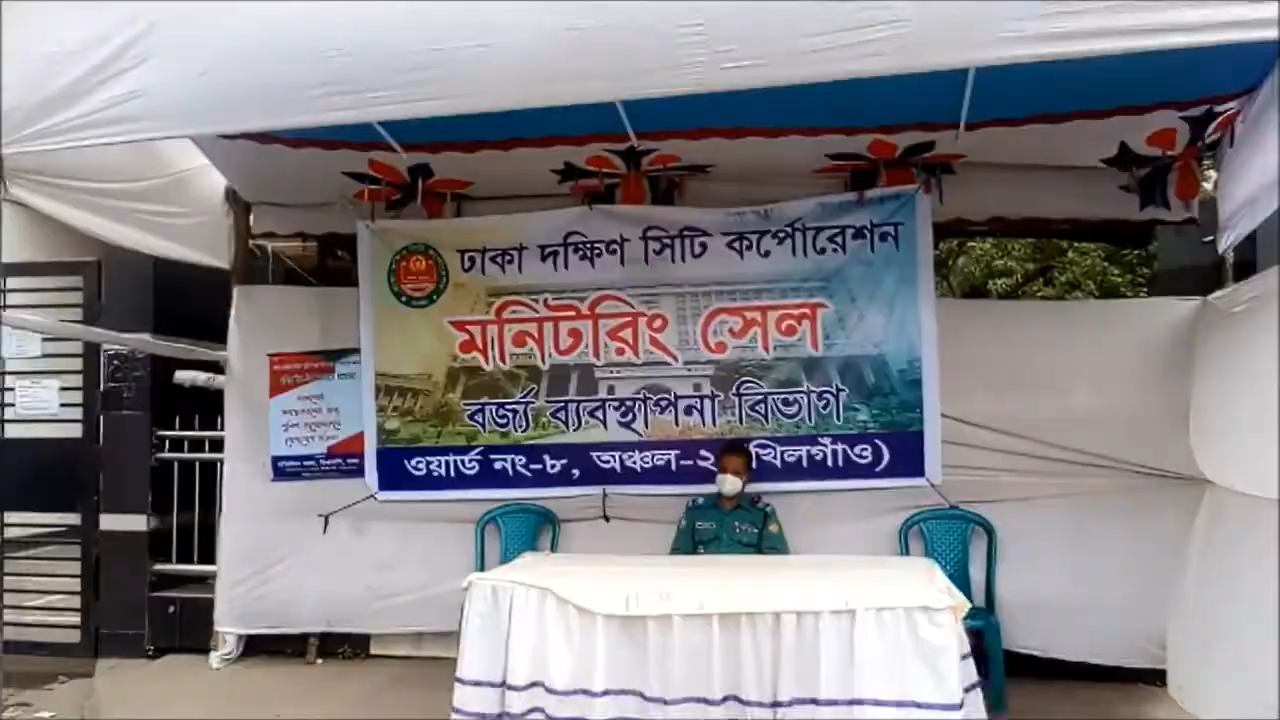 ঢাকা দক্ষিণ সিটি কর্পোরেশন
মনিটরিং সেল
বর্জ্য ব্যবস্থাপনা বিভাগ
ওয়ার্ড নং-৮, অঞ্চল-২ খিলগাঁও)